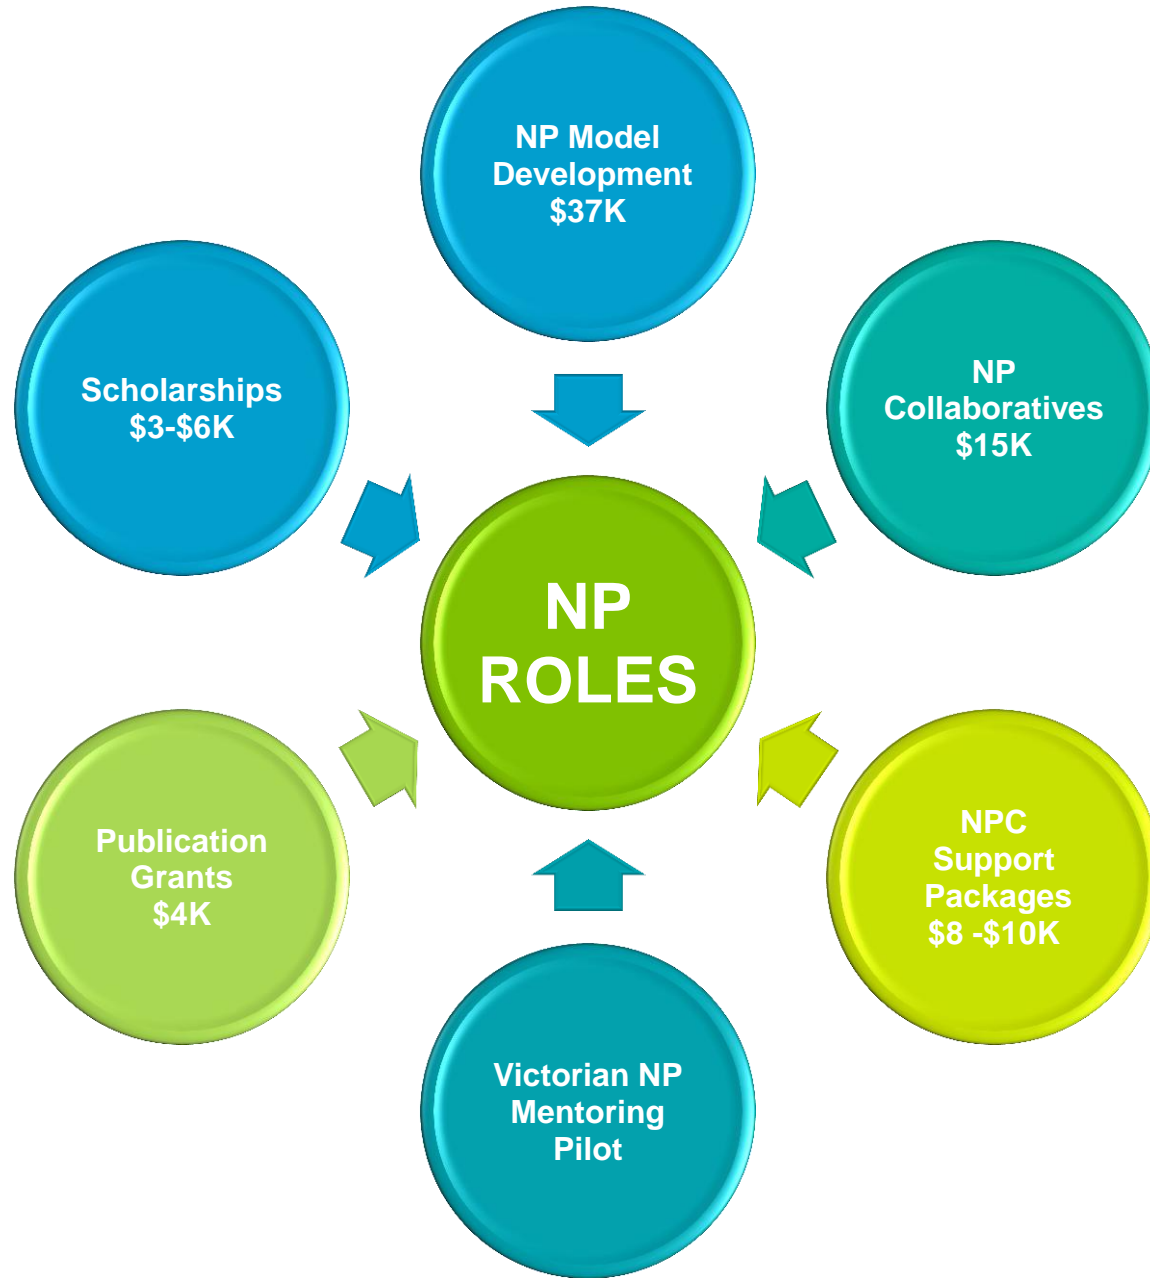 NP Model
Development
$37K
Scholarships
$3-$6K
NP
Collaboratives
$15K
NP
ROLES
Publication
Grants
$4K
NPC
Support
Packages
$8 -$10K
Victorian NP
Mentoring
Pilot